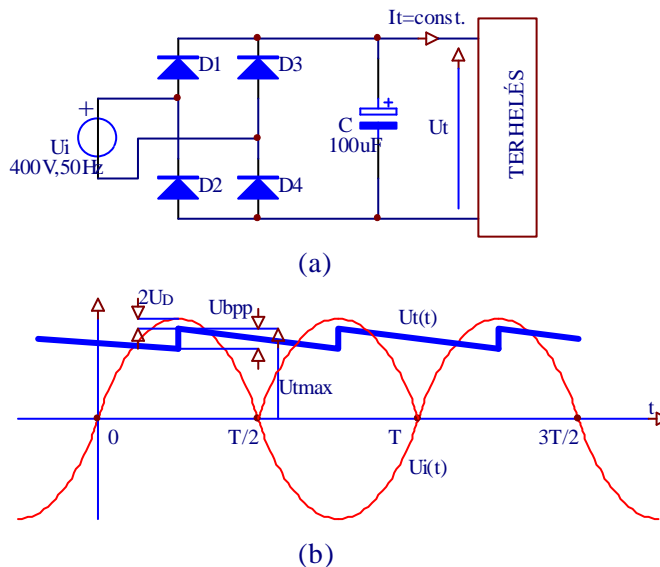 It=const.
D1
D3
+
Ui
400V,50Hz
D2
D4
+
C
100uF
Ut
TERHELÉS
(a)
2UD
Ubpp
Ut(t)
Utmax
t
0
T/2
T
3T/2
Ui(t)
(b)